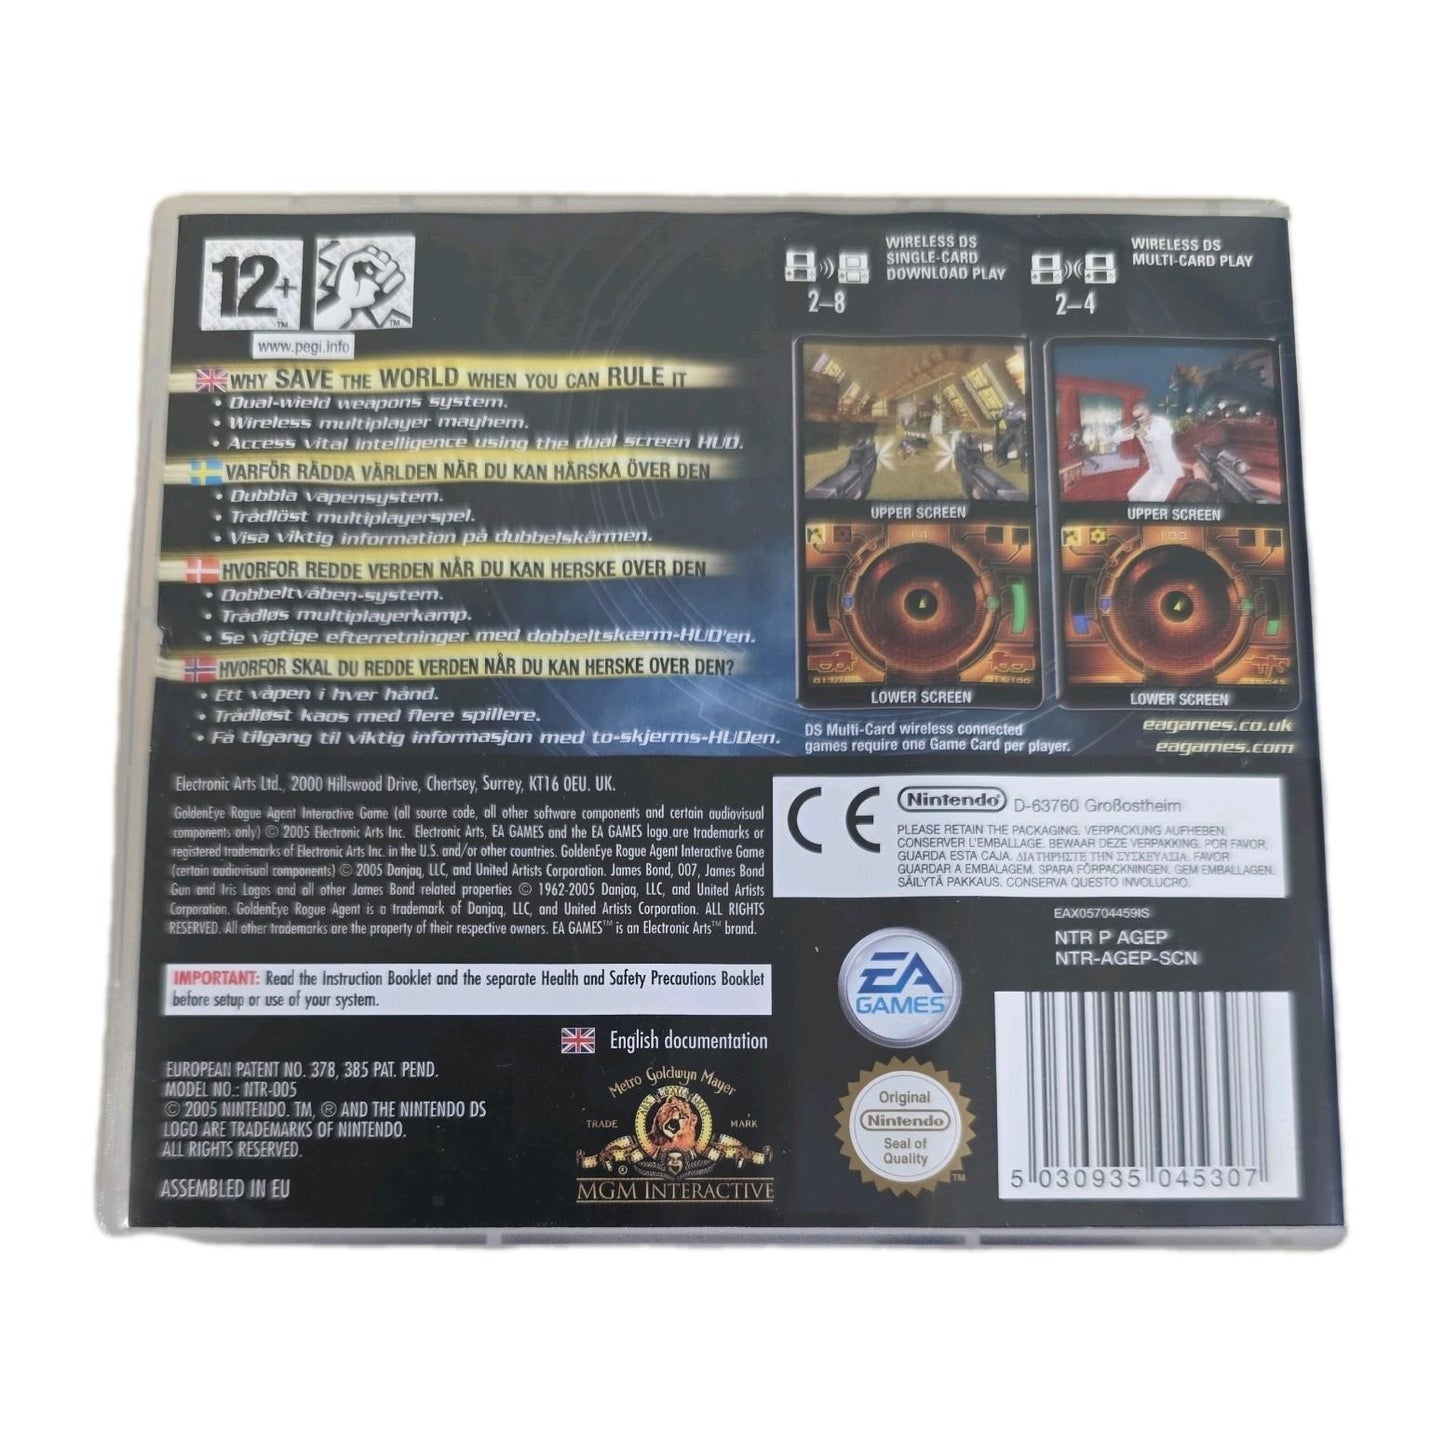 12+
TM
TM
www.pegi.info
WIRELESS DS
SINGLE-CARD
DOWNLOAD PLAY
2–8
WIRELESS DS
MULTI-CARD PLAY
2–4
WHY SAVE THE WORLD WHEN YOU CAN RULE IT
• Dual-wield weapons system.
• Wireless multiplayer mayhem.
• Access vital intelligence using the dual screen HUD.
VARFÖR RÄDDA VÄRLDEN NÄR DU KAN HÄRSKA ÖVER DEN
• Dubbla vapensystem.
• Trådlöst multiplayerspel.
• Visa viktig information på dubbelskärmen.
HVORFOR REDDE VERDEN NÅR DU KAN HERSKE OVER DEN
• Dobbeltvåben-system.
• Trådløs multiplayerkamp.
• Se vigtige efterretninger med dobbeltskærm-HUD'en.
HVORFOR SKAL DU REDDE VERDEN NÅR DU KAN HERSKE OVER DEN?
• Ett våpen i hver hånd.
• Trådløst kaos med flere spillere.
• Få tilgang til viktig informasjon med to-skjerms-HUDen.
UPPER SCREEN
UPPER SCREEN
LOWER SCREEN
LOWER SCREEN
DS Multi-Card wireless connected
games require one Game Card per player.
eagames.co.uk
eagames.com
Electronic Arts Ltd., 2000 Hillswood Drive, Chertsey, Surrey, KT16 0EU. UK.
GoldenEye Rogue Agent Interactive Game (all source code, all other software components and certain audiovisual
components only) © 2005 Electronic Arts Inc. Electronic Arts, EA GAMES and the EA GAMES logo are trademarks or
registered trademarks of Electronic Arts Inc. in the U.S. and/or other countries. GoldenEye Rogue Agent Interactive Game
(certain audiovisual components) © 2005 Danjaq, LLC, and United Artists Corporation. James Bond, 007, James Bond
Gun and Iris Logos and all other James Bond related properties © 1962-2005 Danjaq, LLC, and United Artists
Corporation. GoldenEye Rogue Agent is a trademark of Danjaq, LLC, and United Artists Corporation. ALL RIGHTS
RESERVED. All other trademarks are the property of their respective owners. EA GAMES™ is an Electronic Arts™ brand.
CE
Nintendo D-63760 Großostheim
PLEASE RETAIN THE PACKAGING. VERPACKUNG AUFHEBEN.
CONSERVER L'EMBALLAGE. BEWAAR DEZE VERPAKKING. POR FAVOR,
GUARDA ESTA CAJA. ΔΙΑΤΗΡΗΣΤΕ ΤΗΝ ΣΥΣΚΕΥΑΣΙΑ. FAVOR
GUARDAR A EMBALAGEM. SPARA FÖRPACKNINGEN. GEM EMBALLAGEN.
SÄILYTÄ PAKKAUS. CONSERVA QUESTO INVOLUCRO.
EAX05704459IS
NTR P AGEP
NTR-AGEP-SCN
IMPORTANT: Read the Instruction Booklet and the separate Health and Safety Precautions Booklet
before setup or use of your system.
English documentation
EUROPEAN PATENT NO. 378, 385 PAT. PEND.
MODEL NO.: NTR-005
© 2005 NINTENDO. TM, ® AND THE NINTENDO DS
LOGO ARE TRADEMARKS OF NINTENDO.
ALL RIGHTS RESERVED.
ASSEMBLED IN EU
Metro Goldwyn Mayer
TRADE MARK
®
MGM INTERACTIVE
EA
GAMES
Original
Nintendo
Seal of
Quality
TM
5 030935 045307